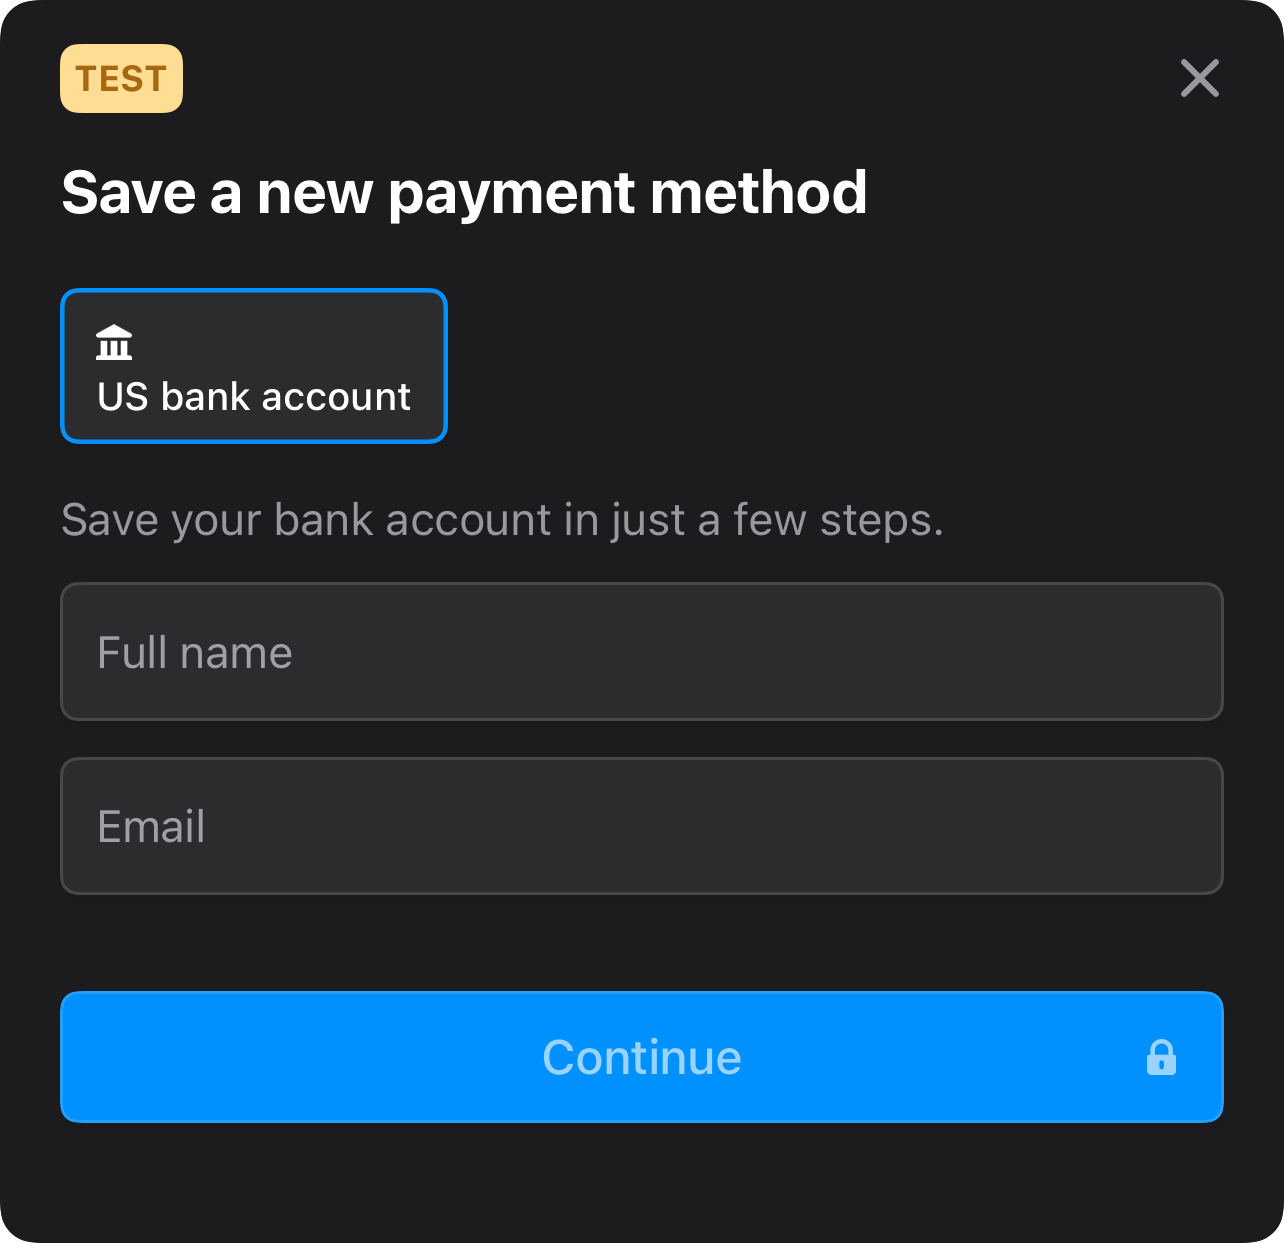 TEST
Save a new payment method
US bank account
Save your bank account in just a few steps.
Full name
Email
Continue